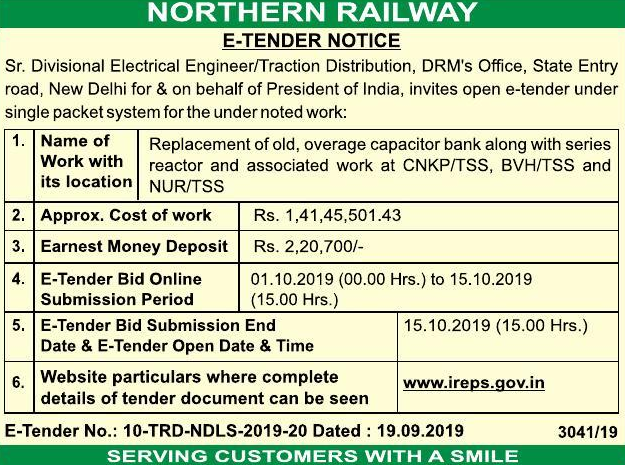 NORTHERN RAILWAY
E-TENDER NOTICE
Sr. Divisional Electrical Engineer/Traction Distribution, DRM's Office, State Entry
road, New Delhi for & on behalf of President of India, invites open e-tender under
single packet system for the under noted work:
1. Name of
Work with
its location
Replacement of old, overage capacitor bank along with series
reactor and associated work at CNKP/TSS, BVH/TSS and
NUR/TSS
2. Approx. Cost of work Rs. 1,41,45,501.43
3. Earnest Money Deposit Rs. 2,20,700/-
4. E-Tender Bid Online
Submission Period
01.10.2019 (00.00 Hrs.) to 15.10.2019
(15.00 Hrs.)
5. E-Tender Bid Submission End
Date & E-Tender Open Date & Time
15.10.2019 (15.00 Hrs.)
6. Website particulars where complete
details of tender document can be seen
www.ireps.gov.in
E-Tender No.: 10-TRD-NDLS-2019-20 Dated : 19.09.2019 3041/19
SERVING CUSTOMERS WITH A SMILE